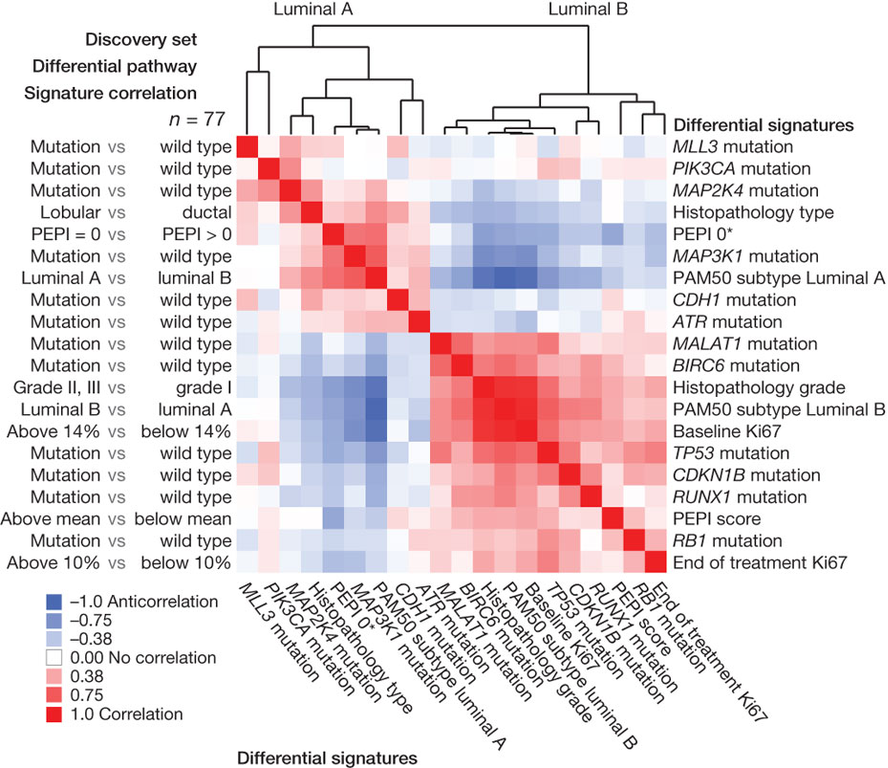 Luminal A Luminal B
Discovery set
Differential pathway
Signature correlation
n = 77
Differential signatures
Mutation vs wild type MLL3 mutation
Mutation vs wild type PIK3CA mutation
Mutation vs wild type MAP2K4 mutation
Lobular vs ductal Histopathology type
PEPI = 0 vs PEPI > 0 PEPI 0*
Mutation vs wild type MAP3K1 mutation
Luminal A vs luminal B PAM50 subtype Luminal A
Mutation vs wild type CDH1 mutation
Mutation vs wild type ATR mutation
Mutation vs wild type MALAT1 mutation
Mutation vs wild type BIRC6 mutation
Grade II, III vs grade I Histopathology grade
Luminal B vs luminal A PAM50 subtype Luminal B
Above 14% vs below 14% Baseline Ki67
Mutation vs wild type TP53 mutation
Mutation vs wild type CDKN1B mutation
Mutation vs wild type RUNX1 mutation
Above mean vs below mean PEPI score
Mutation vs wild type RB1 mutation
Above 10% vs below 10% End of treatment Ki67
–1.0 Anticorrelation
–0.75
–0.38
0.00 No correlation
0.38
0.75
1.0 Correlation
MLL3 mutation
PIK3CA mutation
MAP2K4 mutation
Histopathology type
PEPI 0*
MAP3K1 mutation
PAM50 subtype luminal A
CDH1 mutation
ATR mutation
MALAT1 mutation
BIRC6 mutation
Histopathology grade
PAM50 subtype luminal B
Baseline Ki67
TP53 mutation
CDKN1B mutation
RUNX1 mutation
PEPI score
RB1 mutation
End of treatment Ki67
Differential signatures